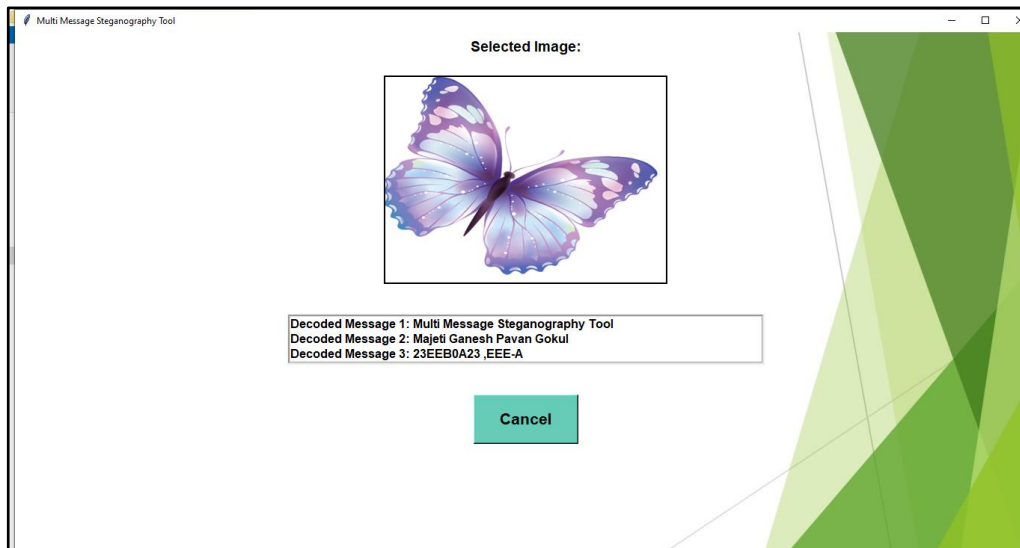 Multi Message Steganography Tool
Selected Image:
Decoded Message 1: Multi Message Steganography Tool
Decoded Message 2: Majeti Ganesh Pavan Gokul
Decoded Message 3: 23EEB0A23 ,EEE-A
Cancel